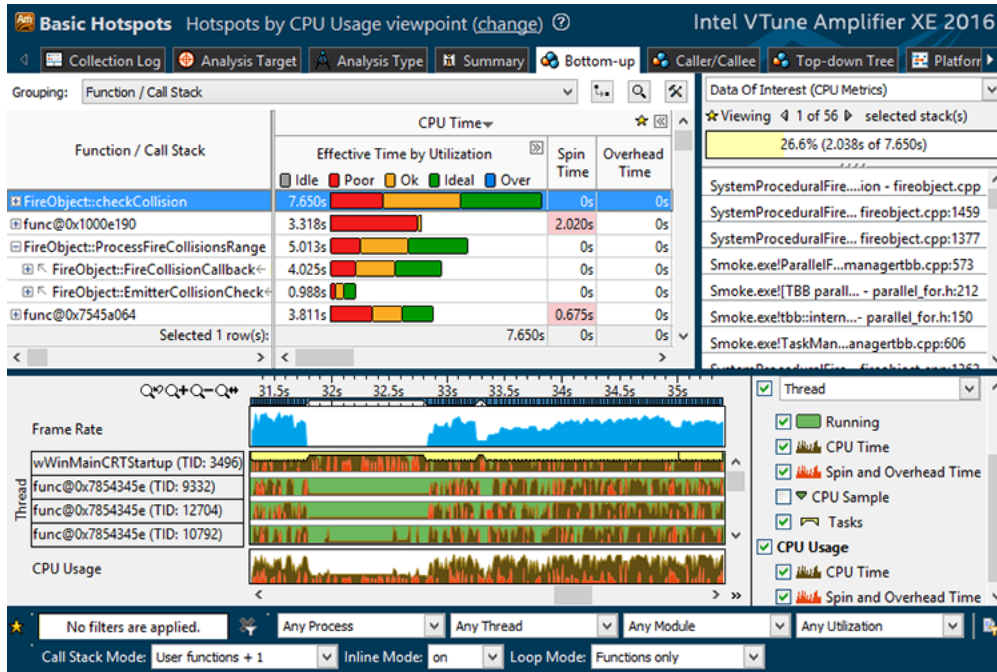 Basic Hotspots Hotspots by CPU Usage viewpoint (change) Intel VTune Amplifier XE 2016
Collection Log Analysis Target Analysis Type Summary Bottom-up Caller/Callee Top-down Tree Platforr
Grouping: Function / Call Stack
Data Of Interest (CPU Metrics)
Viewing 1 of 56 selected stack(s)
26.6% (2.038s of 7.650s)
Function / Call Stack
CPU Time
Effective Time by Utilization
Idle Poor Ok Ideal Over
Spin Time
Overhead Time
FireObject::checkCollision 7.650s 0s 0s
func@0x1000e190 3.318s 2.020s 0s
FireObject::ProcessFireCollisionsRange 5.013s 0s 0s
FireObject::FireCollisionCallback 4.025s 0s 0s
FireObject::EmitterCollisionCheck 0.988s 0s 0s
func@0x7545a064 3.811s 0.675s 0s
Selected 1 row(s): 7.650s 0s 0s
SystemProceduralFire....ion - fireobject.cpp
SystemProceduralFire... fireobject.cpp:1459
SystemProceduralFire... fireobject.cpp:1377
Smoke.exe!ParallelF...managertbb.cpp:573
Smoke.exe![TBB parall... - parallel_for.h:212
Smoke.exe!tbb::intern...- parallel_for.h:150
Smoke.exe!TaskMan...anagertbb.cpp:606
31.5s 32s 32.5s 33s 33.5s 34s 34.5s 35s
Frame Rate
Thread
wWinMainCRTStartup (TID: 3496)
func@0x7854345e (TID: 9332)
func@0x7854345e (TID: 12704)
func@0x7854345e (TID: 10792)
CPU Usage
Thread
Running
CPU Time
Spin and Overhead Time
CPU Sample
Tasks
CPU Usage
CPU Time
Spin and Overhead Time
No filters are applied. Any Process Any Thread Any Module Any Utilization
Call Stack Mode: User functions + 1 Inline Mode: on Loop Mode: Functions only